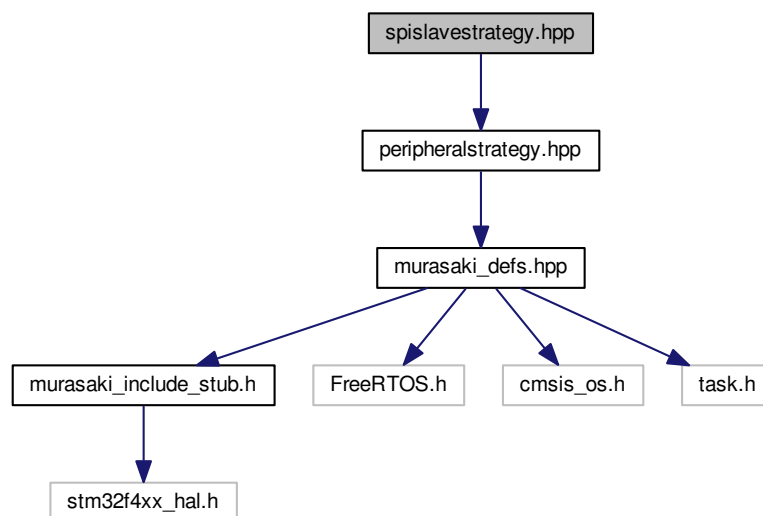 spislavestrategy.hpp
peripheralstrategy.hpp
murasaki_defs.hpp
murasaki_include_stub.h
FreeRTOS.h
cmsis_os.h
task.h
stm32f4xx_hal.h